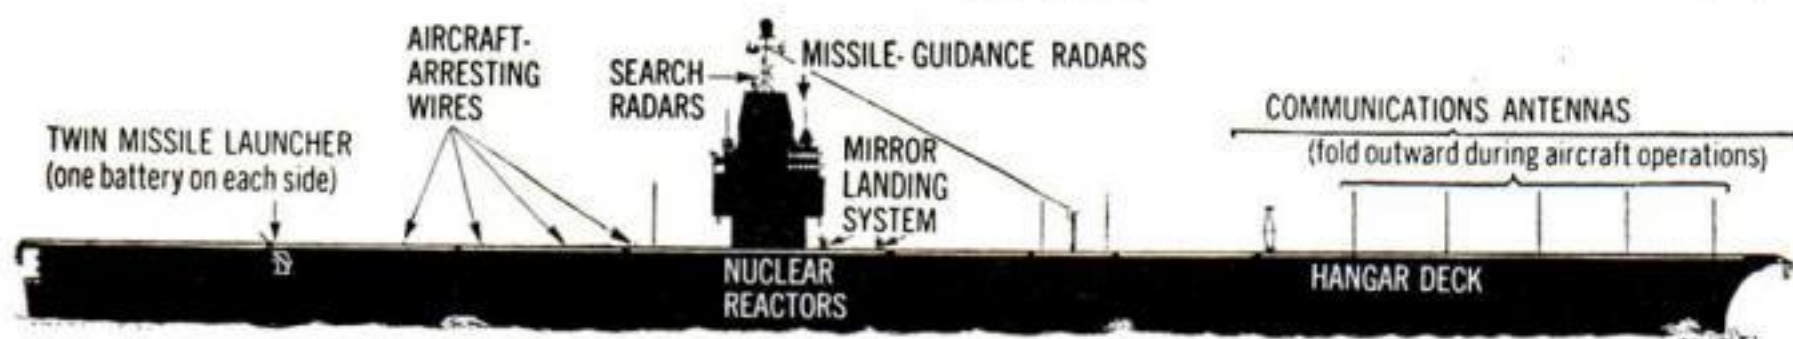 AIRCRAFT-
ARRESTING
WIRES
SEARCH
RADARS
MISSILE-GUIDANCE RADARS
COMMUNICATIONS ANTENNAS
(fold outward during aircraft operations)
TWIN MISSILE LAUNCHER
(one battery on each side)
MIRROR
LANDING
SYSTEM
NUCLEAR
REACTORS
HANGAR DECK